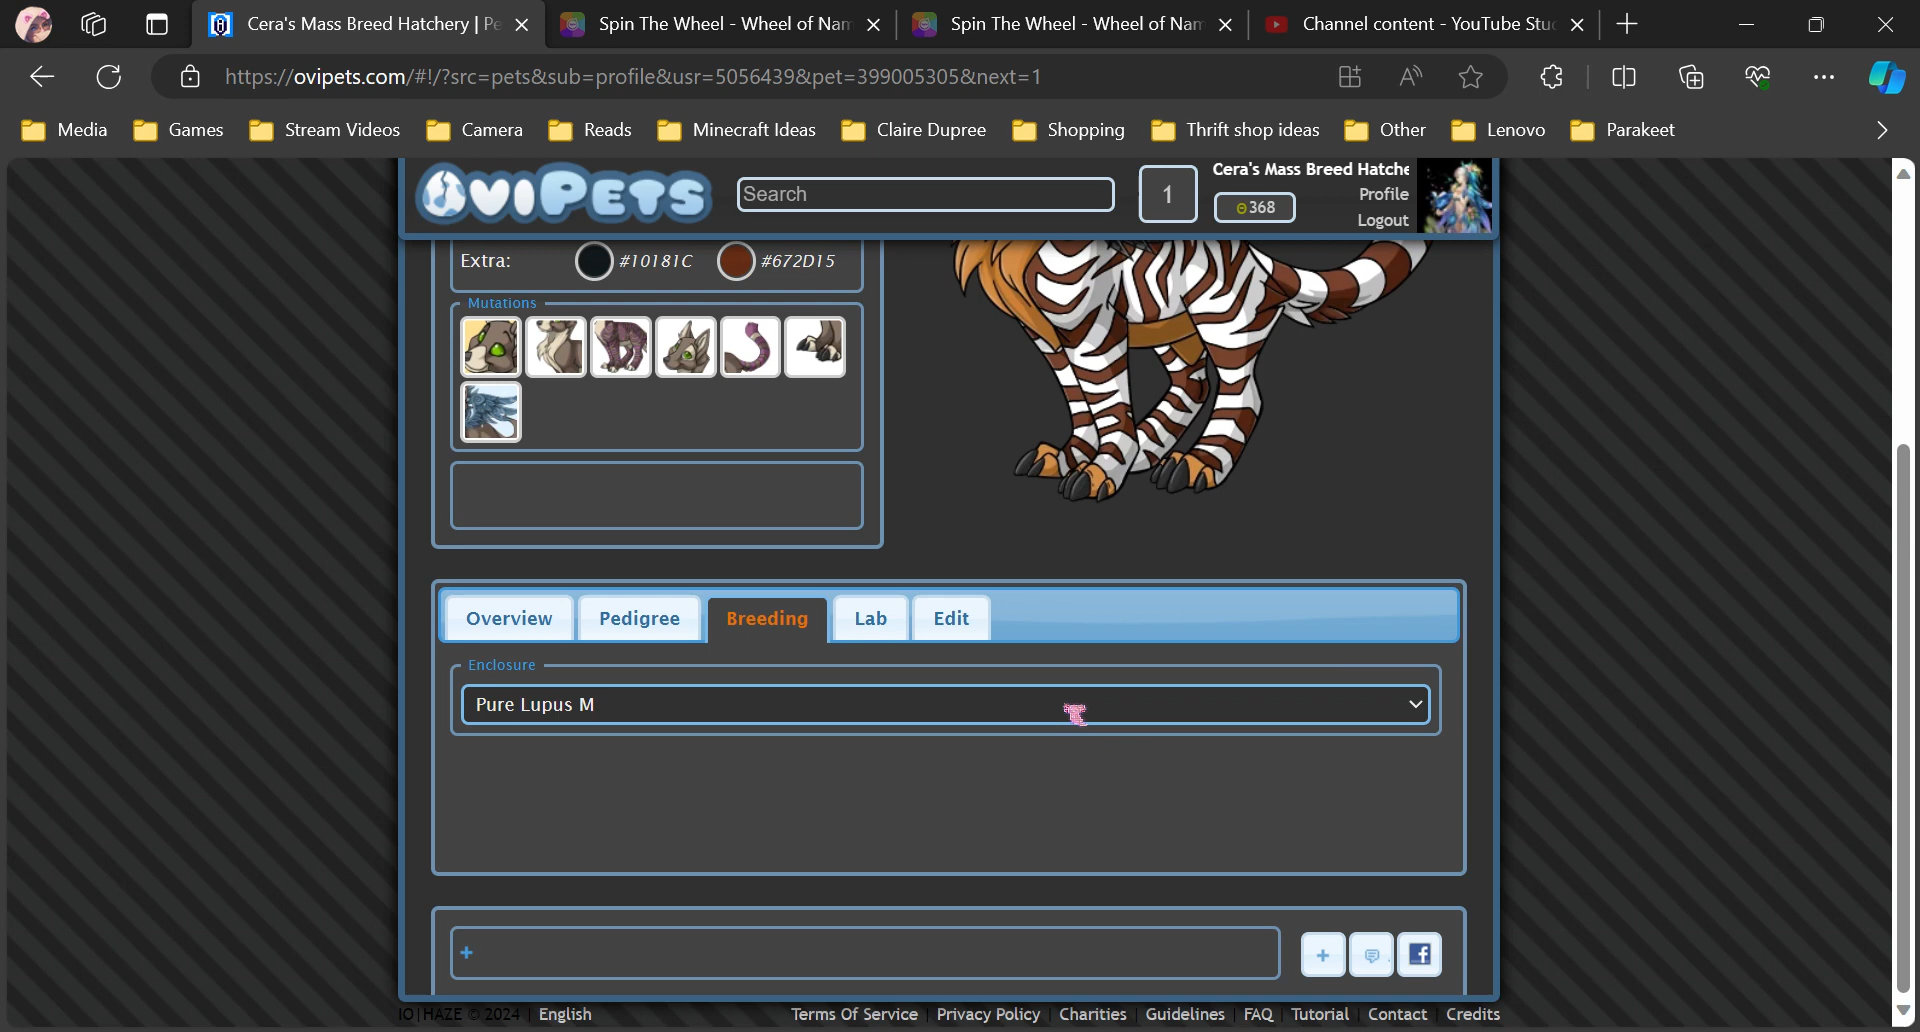 Cera's Mass Breed Hatchery | Pe
Spin The Wheel - Wheel of Nam
Spin The Wheel - Wheel of Nam
Channel content - YouTube Stu
https://ovipets.com/#!/?src=pets&sub=profile&usr=5056439&pet=399005305&next=1
Media
Games
Stream Videos
Camera
Reads
Minecraft Ideas
Claire Dupree
Shopping
Thrift shop ideas
Other
Lenovo
Parakeet
OviPets
Search
1
Cera's Mass Breed Hatche
368
Profile
Logout
Extra: #10181C #672D15
Mutations
Overview
Pedigree
Breeding
Lab
Edit
Enclosure
Pure Lupus M
+
+
IO|HAZE © 2024
English
Terms Of Service
Privacy Policy
Charities
Guidelines
FAQ
Tutorial
Contact
Credits